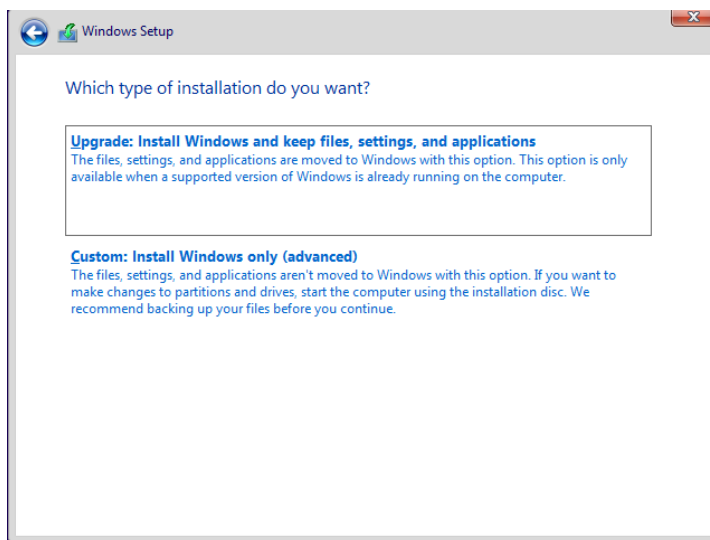 Windows Setup
Which type of installation do you want?
Upgrade: Install Windows and keep files, settings, and applications
The files, settings, and applications are moved to Windows with this option. This option is only
available when a supported version of Windows is already running on the computer.
Custom: Install Windows only (advanced)
The files, settings, and applications aren't moved to Windows with this option. If you want to
make changes to partitions and drives, start the computer using the installation disc. We
recommend backing up your files before you continue.